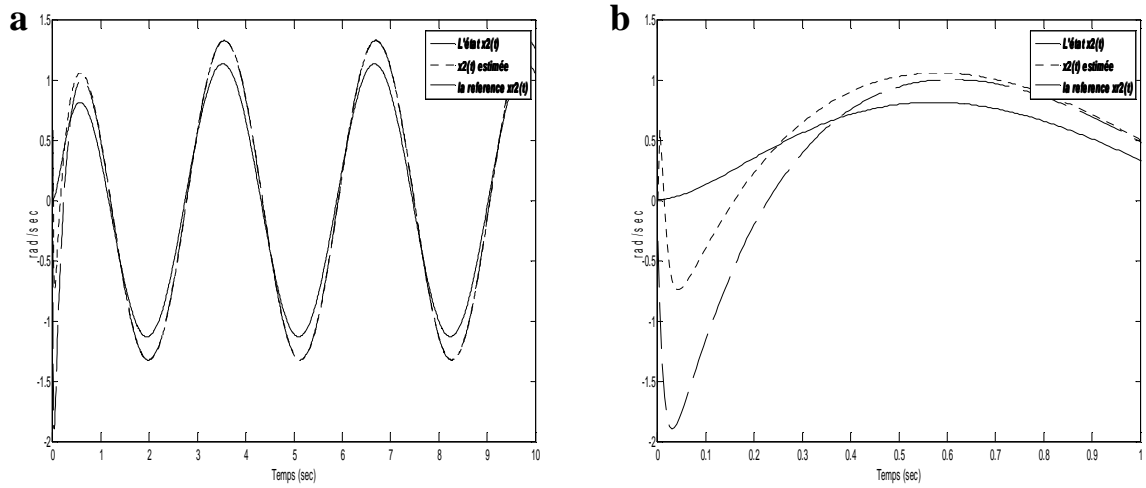 a
1.5
1
0.5
0
-0.5
-1
-1.5
-2
rad/sec
L'état x2(t)
x2(t) estimée
la reference xr2(t)
0 1 2 3 4 5 6 7 8 9 10
Temps (sec)
b
1.5
1
0.5
0
-0.5
-1
-1.5
-2
rad/sec
L'état x2(t)
x2(t) estimée
la reference xr2(t)
0 0.1 0.2 0.3 0.4 0.5 0.6 0.7 0.8 0.9 1
Temps (sec)